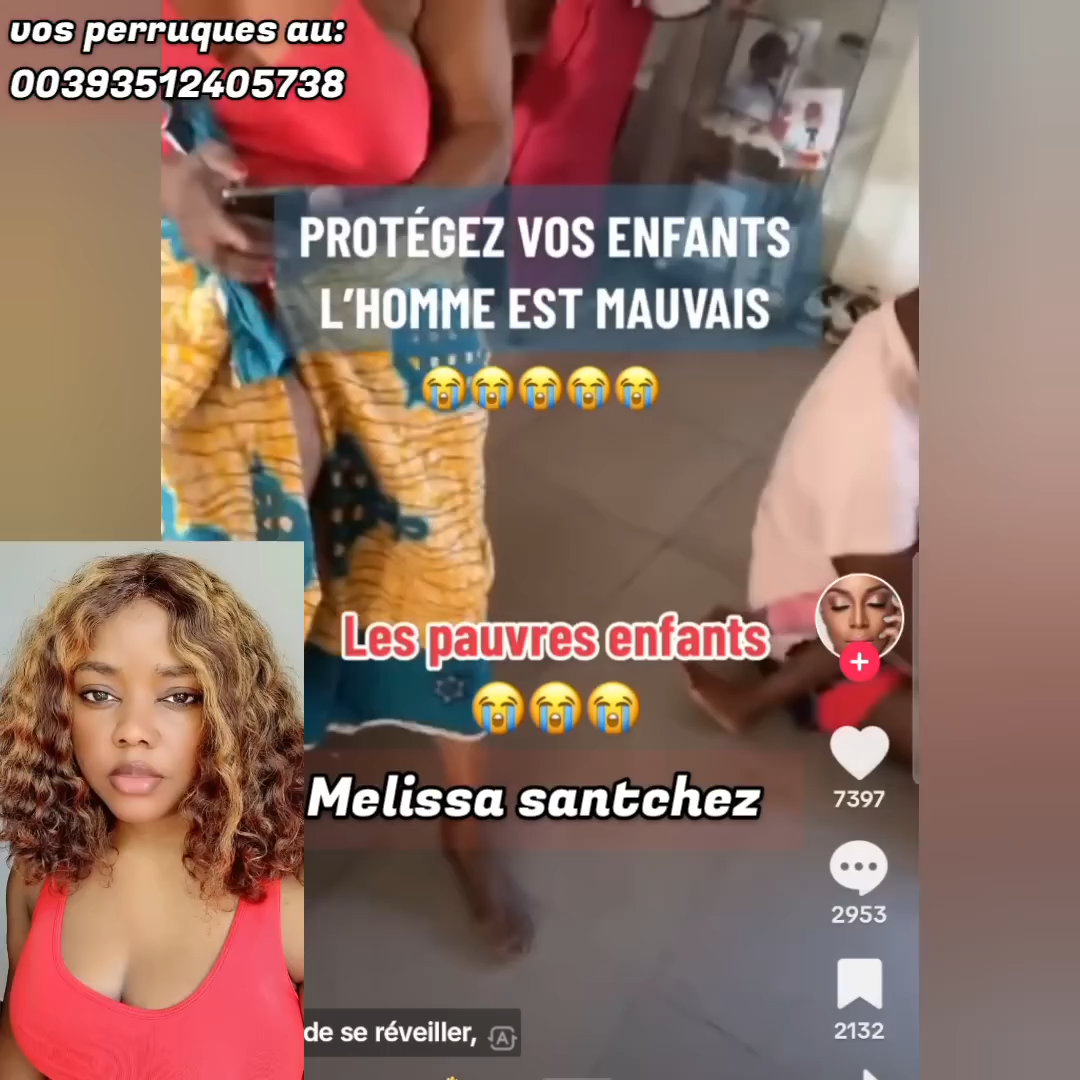 vos perruques au:
00393512405738
PROTÉGEZ VOS ENFANTS
L'HOMME EST MAUVAIS
😭😭😭😭😭
Les pauvres enfants
😭😭😭
Melissa santchez
7397
2953
2132
de se réveiller,